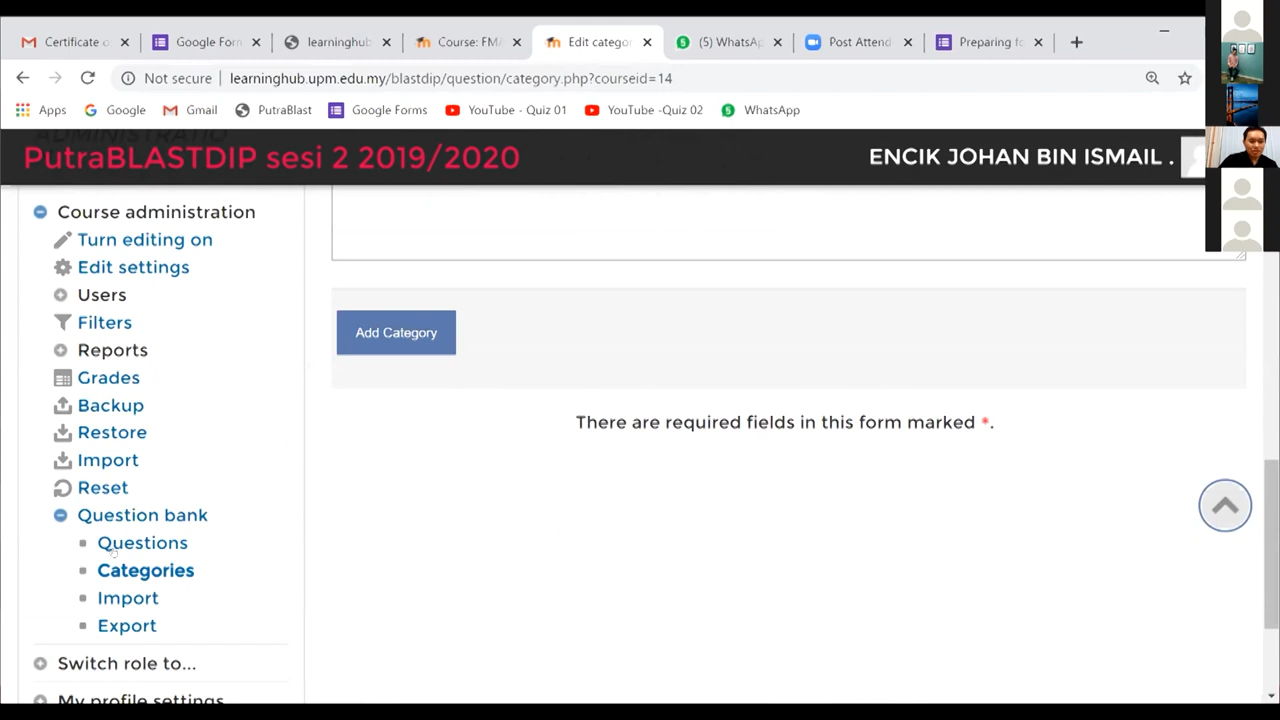 Certificate o
Google For
learninghub
Course: FMA
Edit catego
(5) WhatsAp
Post Attend
Preparing fo
Not secure
learninghub.upm.edu.my/blastdip/question/category.php?courseid=14
Apps
Google
Gmail
PutraBlast
Google Forms
YouTube - Quiz 01
YouTube -Quiz 02
WhatsApp
ADMINISTRATIO
PutraBLASTDIP sesi 2 2019/2020
ENCIK JOHAN BIN ISMAIL .
Course administration
Turn editing on
Edit settings
Users
Filters
Reports
Grades
Backup
Restore
Import
Reset
Question bank
Questions
Categories
Import
Export
Switch role to...
My profile settings
Add Category
There are required fields in this form marked *.